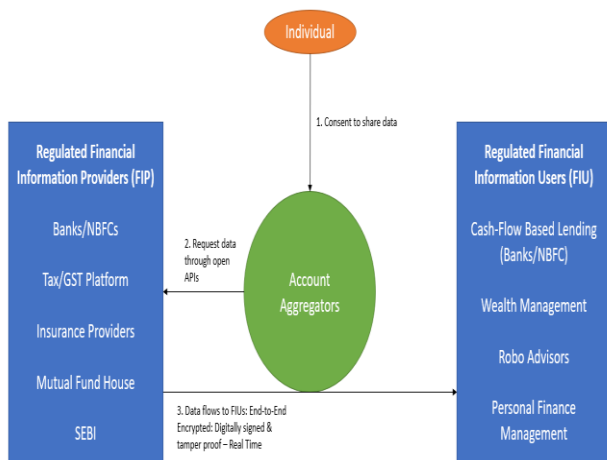 Individual
1. Consent to share data
Regulated Financial
Information Providers (FIP)
Banks/NBFCs
Tax/GST Platform
Insurance Providers
Mutual Fund House
SEBI
2. Request data
through open
APIs
Account
Aggregators
Regulated Financial
Information Users (FIU)
Cash-Flow Based Lending
(Banks/NBFC)
Wealth Management
Robo Advisors
Personal Finance
Management
3. Data flows to FIUs: End-to-End
Encrypted: Digitally signed &
tamper proof – Real Time